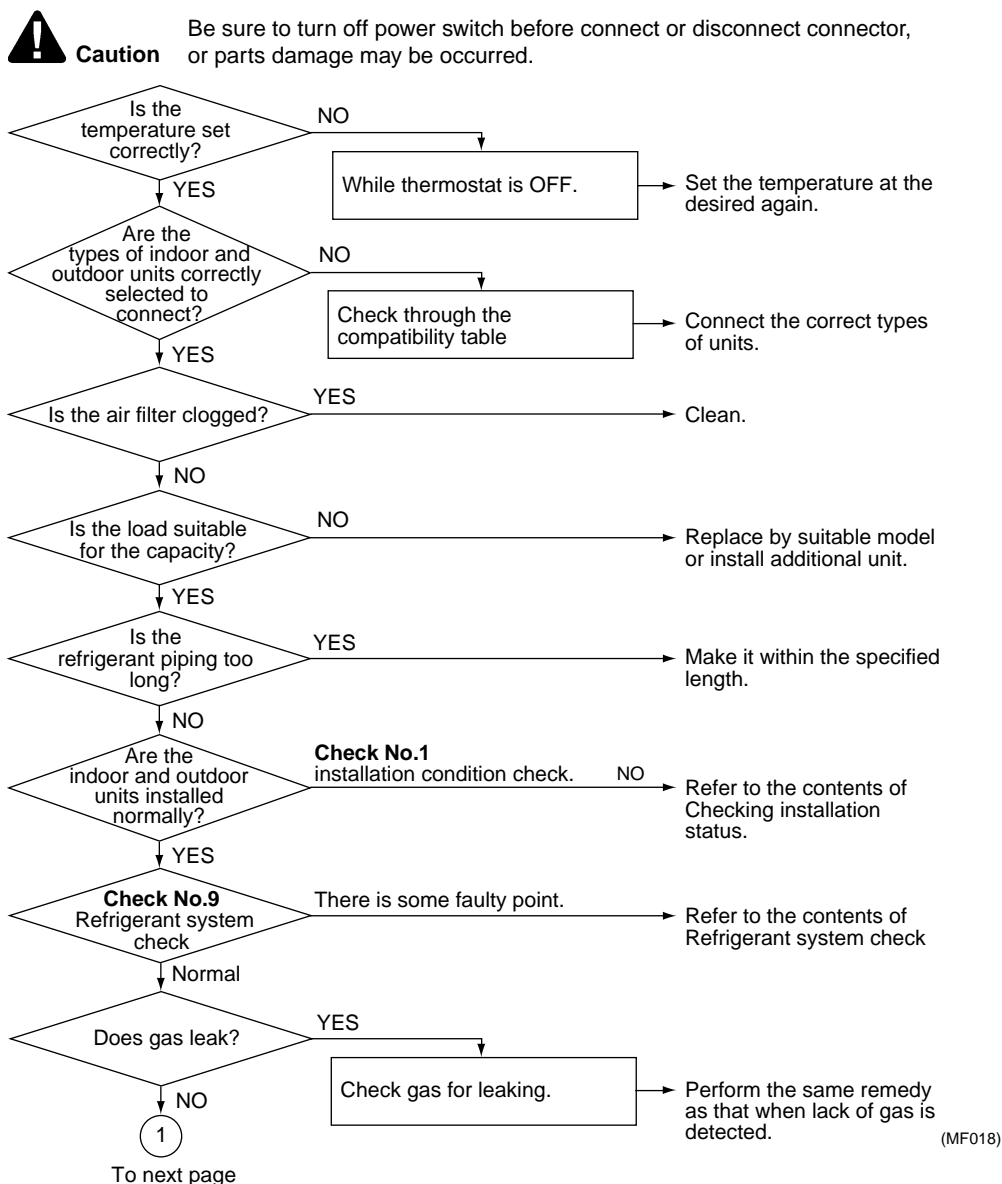 Be sure to turn off power switch before connect or disconnect connector,
Caution or parts damage may be occurred.
Is the
temperature set
correctly?
NO
While thermostat is OFF.
Set the temperature at the
desired again.
YES
Are the
types of indoor and
outdoor units correctly
selected to
connect?
NO
Check through the
compatibility table
Connect the correct types
of units.
YES
Is the air filter clogged?
YES
Clean.
NO
Is the load suitable
for the capacity?
NO
Replace by suitable model
or install additional unit.
YES
Is the
refrigerant piping too
long?
YES
Make it within the specified
length.
NO
Are the
indoor and outdoor
units installed
normally?
Check No.1
installation condition check. NO
Refer to the contents of
Checking installation
status.
YES
Check No.9
Refrigerant system
check
There is some faulty point.
Refer to the contents of
Refrigerant system check
Normal
Does gas leak?
YES
Check gas for leaking.
Perform the same remedy
as that when lack of gas is
detected.
NO
1
To next page
(MF018)